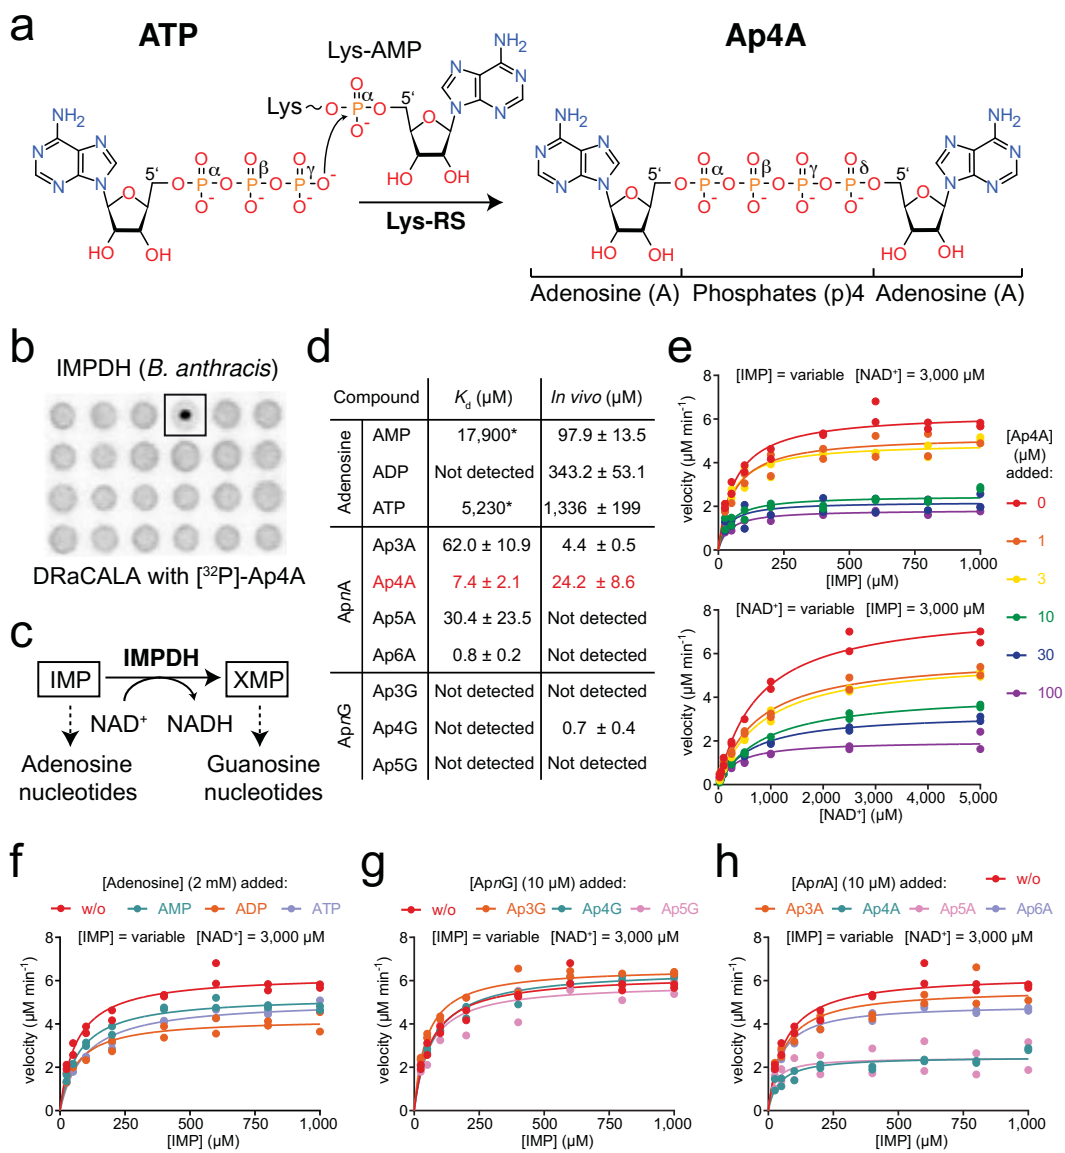 a
ATP
Lys-AMP
Ap4A
NH2
N
N
N
N
5‘
O
HO
OH
O
P
O
O-
α
O
P
O
O-
β
O
P
O-
O-
γ
Lys
O
P
O
O
O-
α
5‘
O
HO
OH
N
N
N
N
NH2
Lys-RS
NH2
N
N
N
N
5‘
O
HO
OH
O
P
O
O-
α
O
P
O
O-
β
O
P
O
O-
γ
O
P
O
O-
δ
5‘
O
HO
OH
N
N
N
N
NH2
Adenosine (A)
Phosphates (p)4
Adenosine (A)
b
IMPDH (B. anthracis)
DRaCALA with [32P]-Ap4A
c
IMPDH
IMP
XMP
NAD+
NADH
Adenosine nucleotides
Guanosine nucleotides
d
Compound Kd (µM) In vivo (µM)
Adenosine
AMP 17,900* 97.9 ± 13.5
ADP Not detected 343.2 ± 53.1
ATP 5,230* 1,336 ± 199
ApnA
Ap3A 62.0 ± 10.9 4.4 ± 0.5
Ap4A 7.4 ± 2.1 24.2 ± 8.6
Ap5A 30.4 ± 23.5 Not detected
Ap6A 0.8 ± 0.2 Not detected
ApnG
Ap3G Not detected Not detected
Ap4G Not detected 0.7 ± 0.4
Ap5G Not detected Not detected
e
[IMP] = variable [NAD+] = 3,000 µM
velocity (µM min-1)
8
6
4
2
0
0 250 500 750 1,000
[IMP] (µM)
[NAD+] = variable [IMP] = 3,000 µM
velocity (µM min-1)
8
6
4
2
0
0 1,000 2,000 3,000 4,000 5,000
[NAD+] (µM)
[Ap4A]
(µM)
added:
0
1
3
10
30
100
f
[Adenosine] (2 mM) added:
w/o AMP ADP ATP
[IMP] = variable [NAD+] = 3,000 µM
velocity (µM min-1)
8
6
4
2
0
0 250 500 750 1,000
[IMP] (µM)
g
[ApnG] (10 µM) added:
w/o Ap3G Ap4G Ap5G
[IMP] = variable [NAD+] = 3,000 µM
velocity (µM min-1)
8
6
4
2
0
0 250 500 750 1,000
[IMP] (µM)
h
[ApnA] (10 µM) added:
w/o
Ap3A Ap4A Ap5A Ap6A
[IMP] = variable [NAD+] = 3,000 µM
velocity (µM min-1)
8
6
4
2
0
0 250 500 750 1,000
[IMP] (µM)